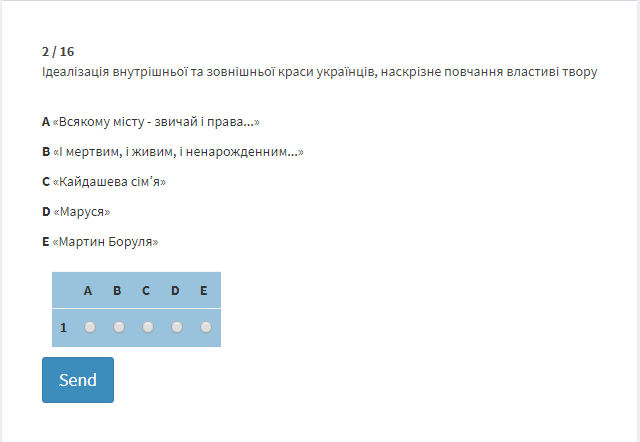 2 / 16
Ідеалізація внутрішньої та зовнішньої краси українців, наскрізне повчання властиві твору
A «Всякому місту - звичай і права...»
B «І мертвим, і живим, і ненарожденним...»
C «Кайдашева сім’я»
D «Маруся»
E «Мартин Боруля»
A B C D E
1
Send